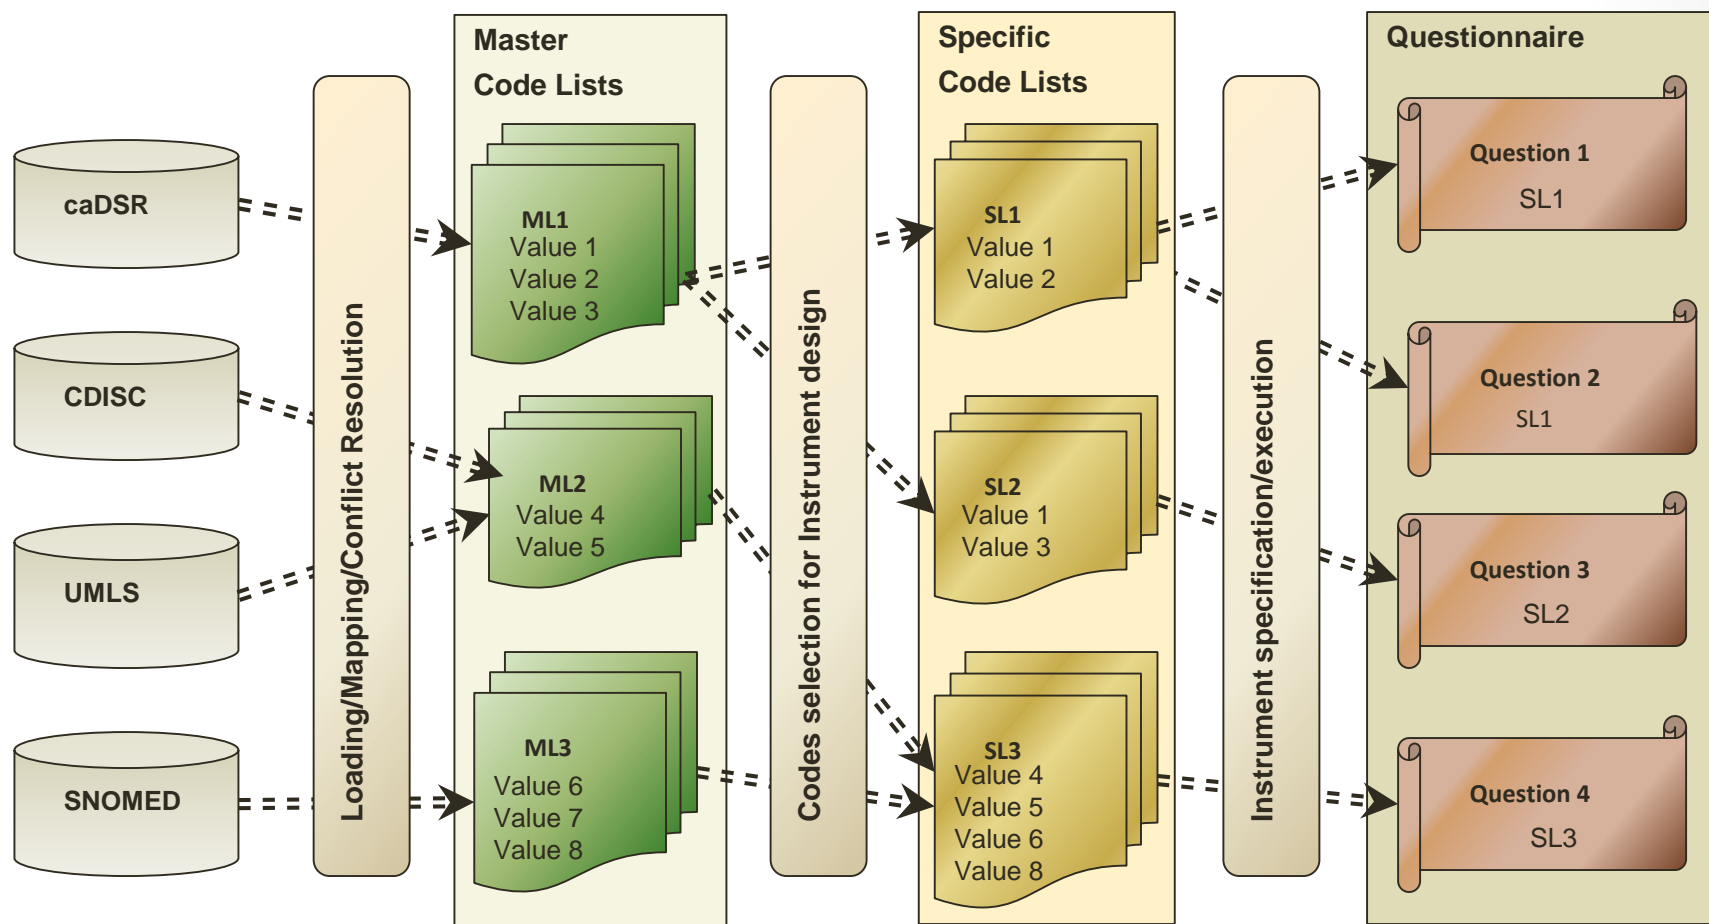 caDSR
CDISC
UMLS
SNOMED
Loading/Mapping/Conflict Resolution
Master
Code Lists
ML1
Value 1
Value 2
Value 3
ML2
Value 4
Value 5
ML3
Value 6
Value 7
Value 8
Codes selection for Instrument design
Specific
Code Lists
SL1
Value 1
Value 2
SL2
Value 1
Value 3
SL3
Value 4
Value 5
Value 6
Value 8
Instrument specification/execution
Questionnaire
Question 1
SL1
Question 2
SL1
Question 3
SL2
Question 4
SL3